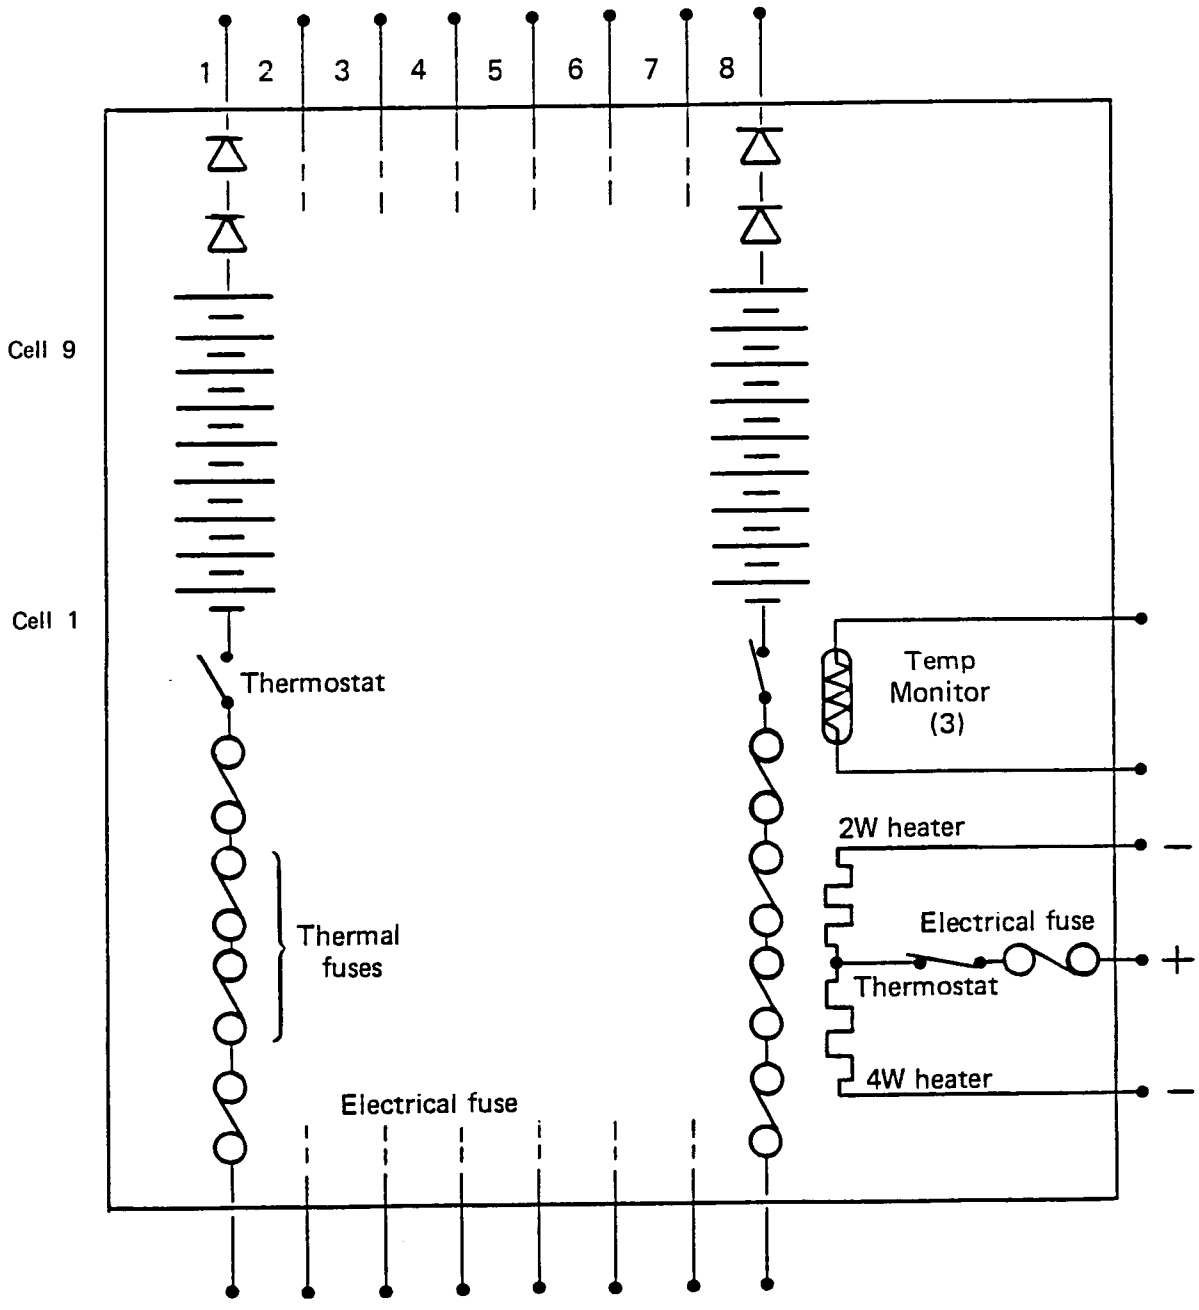 1 2 3 4 5 6 7 8
Cell 9
Cell 1
Thermostat
Temp
Monitor
(3)
2W heater
−
Electrical fuse
Thermal
fuses
+
Thermostat
4W heater
−
Electrical fuse